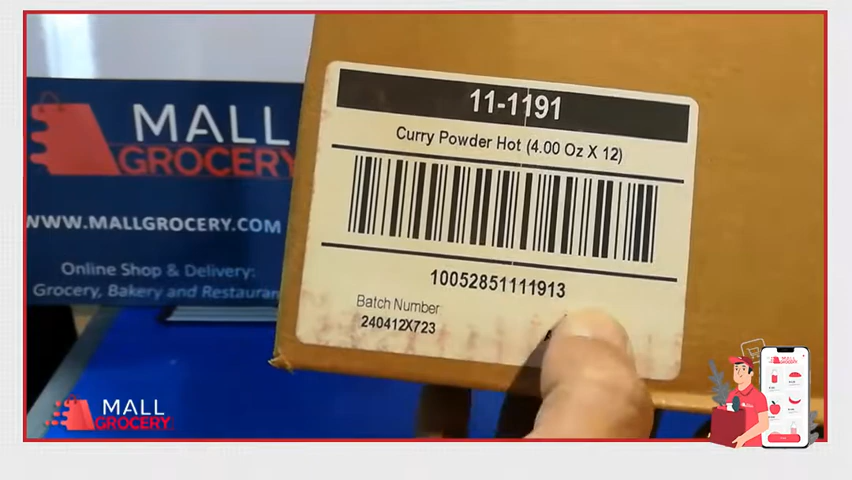 11-1191
Curry Powder Hot (4.00 Oz X 12)
10052851111913
Batch Number
240412X723
MALL
GROCERY
WWW.MALLGROCERY.COM
Online Shop & Delivery:
Grocery, Bakery and Restauran
MALL
GROCERY